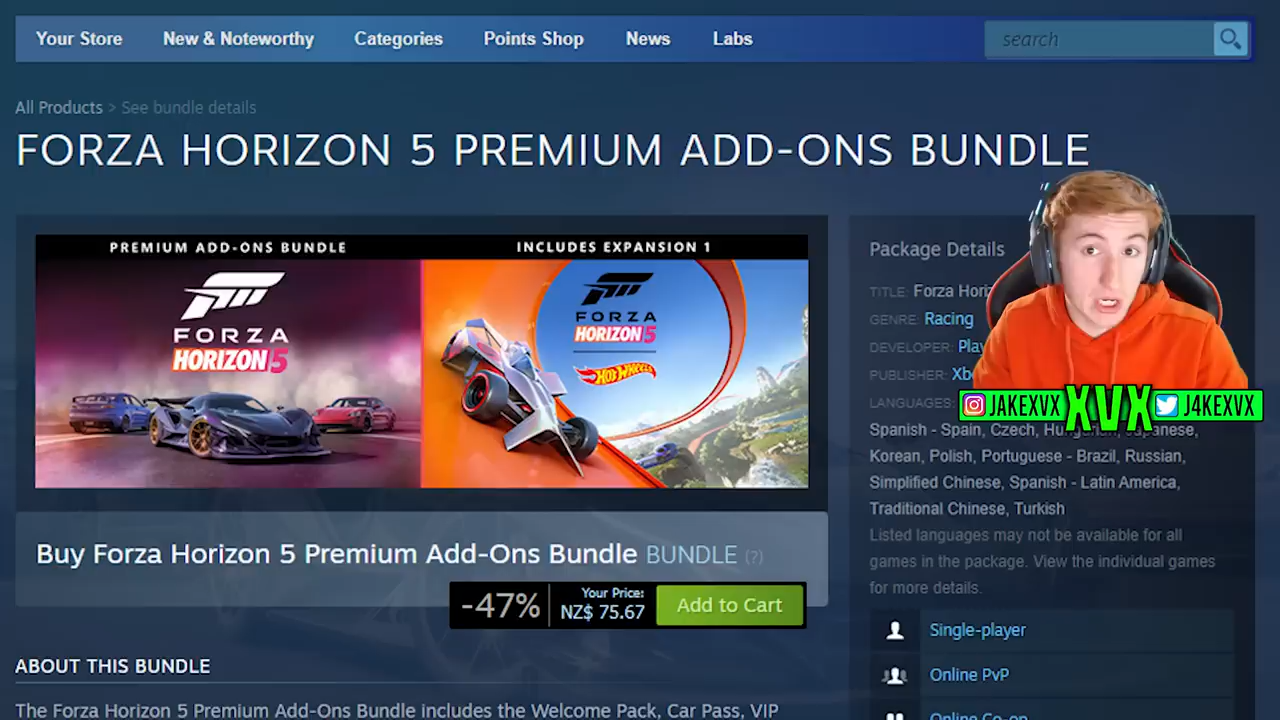 Your Store New & Noteworthy Categories Points Shop News Labs search
All Products > See bundle details
FORZA HORIZON 5 PREMIUM ADD-ONS BUNDLE
PREMIUM ADD-ONS BUNDLE
FORZA
HORIZON 5
INCLUDES EXPANSION 1
FORZA
HORIZON 5
HOT WHEELS
Buy Forza Horizon 5 Premium Add-Ons Bundle BUNDLE (?)
-47%
Your Price:
NZ$ 75.67
Add to Cart
ABOUT THIS BUNDLE
The Forza Horizon 5 Premium Add-Ons Bundle includes the Welcome Pack, Car Pass, VIP
Package Details
TITLE: Forza Horiz
GENRE: Racing
DEVELOPER: Play
PUBLISHER: Xb
LANGUAGES:
JAKEXVX XVX J4KEXVX
Spanish - Spain, Czech, Hungarian, Japanese,
Korean, Polish, Portuguese - Brazil, Russian,
Simplified Chinese, Spanish - Latin America,
Traditional Chinese, Turkish
Listed languages may not be available for all
games in the package. View the individual games
for more details.
Single-player
Online PvP
Online Co-op